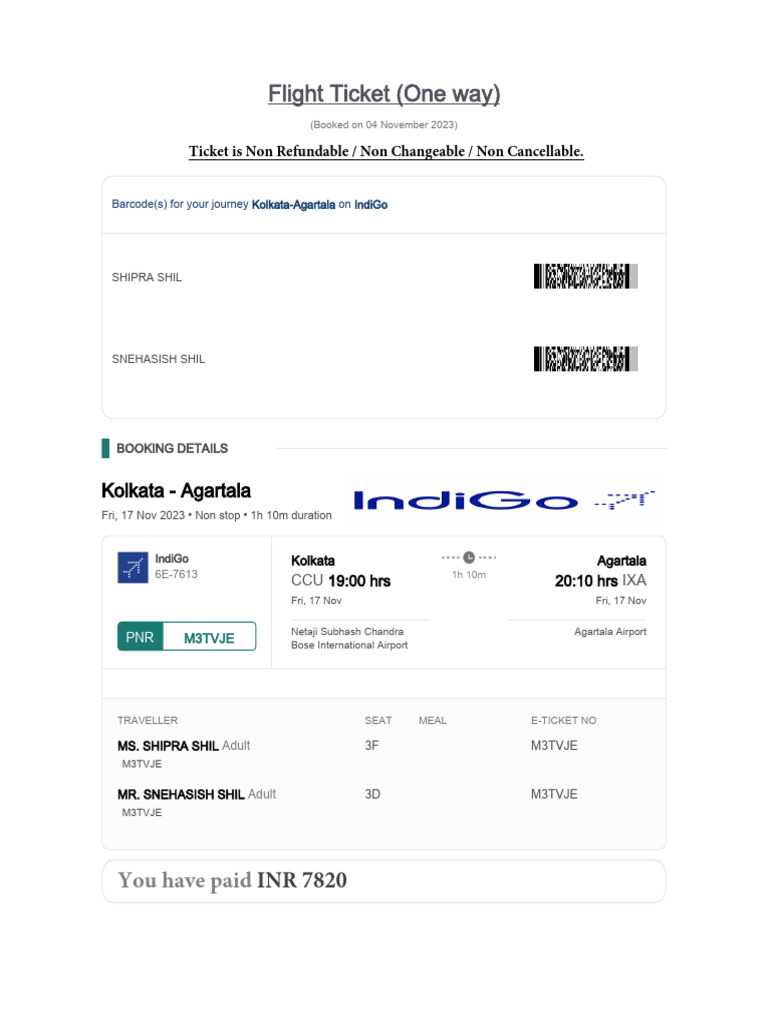 Flight Ticket (One way)
(Booked on 04 November 2023)
Ticket is Non Refundable / Non Changeable / Non Cancellable.
Barcode(s) for your journey Kolkata-Agartala on IndiGo
SHIPRA SHIL
SNEHASISH SHIL
BOOKING DETAILS
Kolkata - Agartala
IndiGo
Fri, 17 Nov 2023 • Non stop • 1h 10m duration
IndiGo
6E-7613
PNR M3TVJE
Kolkata
CCU 19:00 hrs
Fri, 17 Nov
Netaji Subhash Chandra
Bose International Airport
1h 10m
Agartala
20:10 hrs IXA
Fri, 17 Nov
Agartala Airport
TRAVELLER SEAT MEAL E-TICKET NO
MS. SHIPRA SHIL Adult 3F M3TVJE
M3TVJE
MR. SNEHASISH SHIL Adult 3D M3TVJE
M3TVJE
You have paid INR 7820